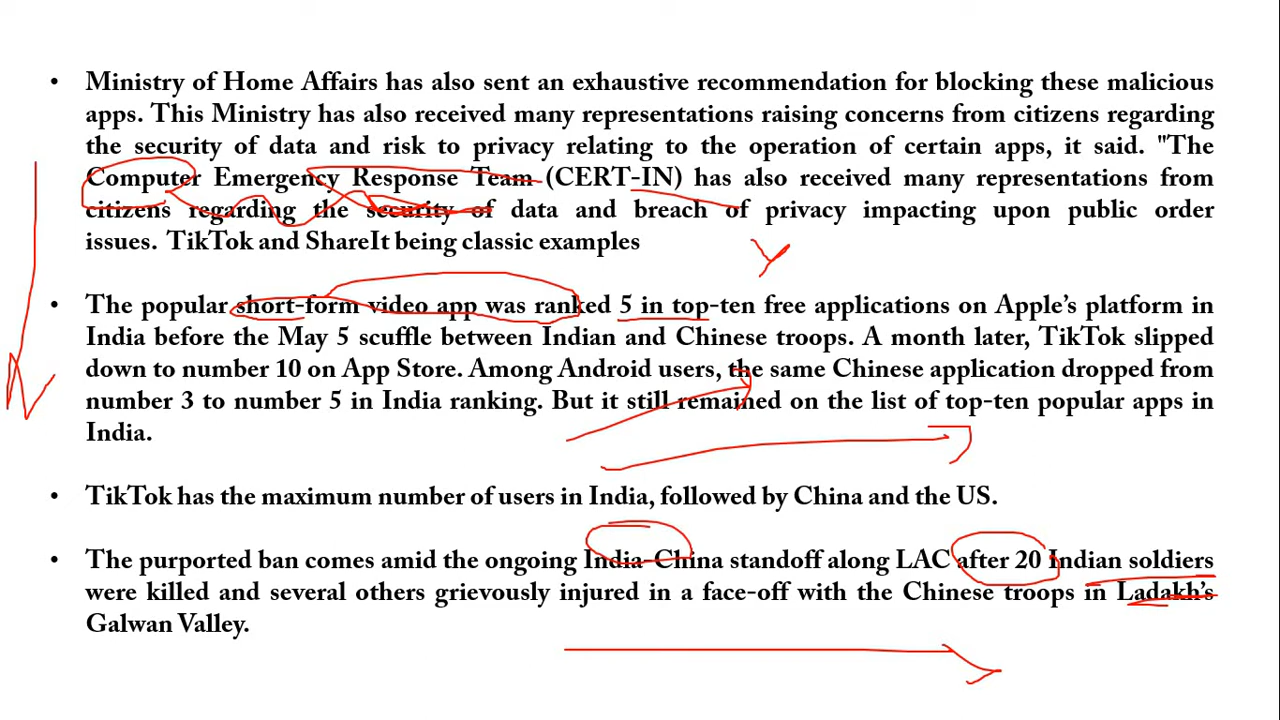 • Ministry of Home Affairs has also sent an exhaustive recommendation for blocking these malicious
apps. This Ministry has also received many representations raising concerns from citizens regarding
the security of data and risk to privacy relating to the operation of certain apps, it said. "The
Computer Emergency Response Team (CERT-IN) has also received many representations from
citizens regarding the security of data and breach of privacy impacting upon public order
issues. TikTok and ShareIt being classic examples
• The popular short-form video app was ranked 5 in top-ten free applications on Apple’s platform in
India before the May 5 scuffle between Indian and Chinese troops. A month later, TikTok slipped
down to number 10 on App Store. Among Android users, the same Chinese application dropped from
number 3 to number 5 in India ranking. But it still remained on the list of top-ten popular apps in
India.
• TikTok has the maximum number of users in India, followed by China and the US.
• The purported ban comes amid the ongoing India-China standoff along LAC after 20 Indian soldiers
were killed and several others grievously injured in a face-off with the Chinese troops in Ladakh’s
Galwan Valley.